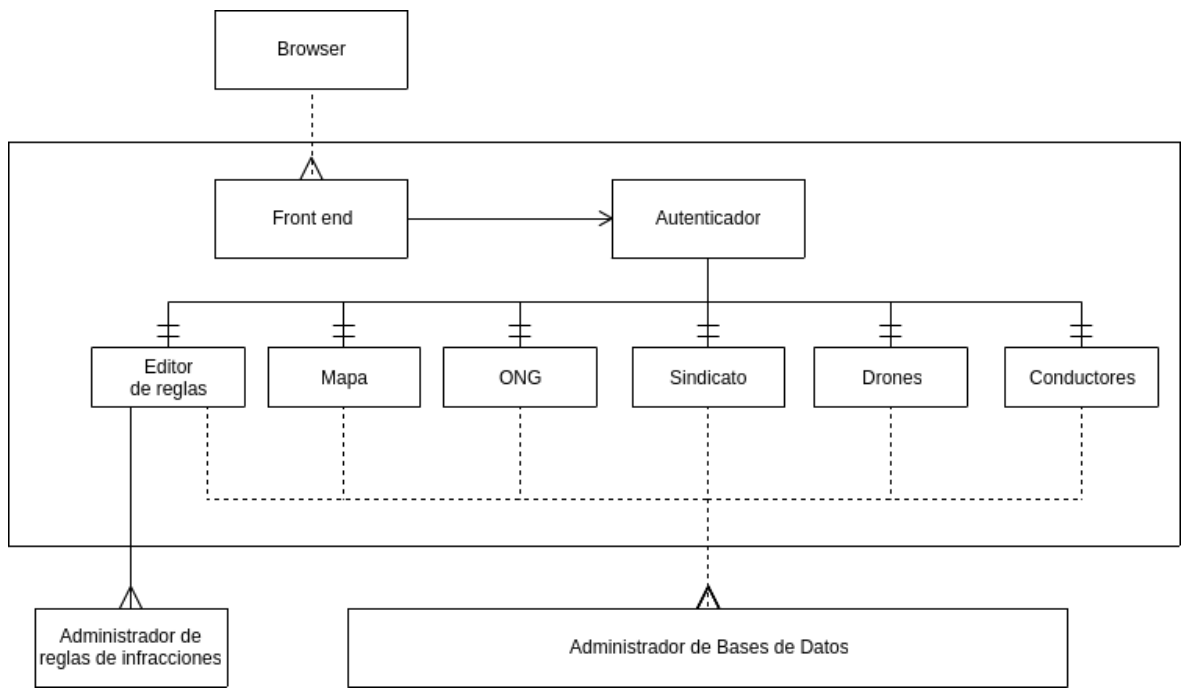 Browser
Front end
Autenticador
Editor
de reglas
Mapa
ONG
Sindicato
Drones
Conductores
Administrador de
reglas de infracciones
Administrador de Bases de Datos